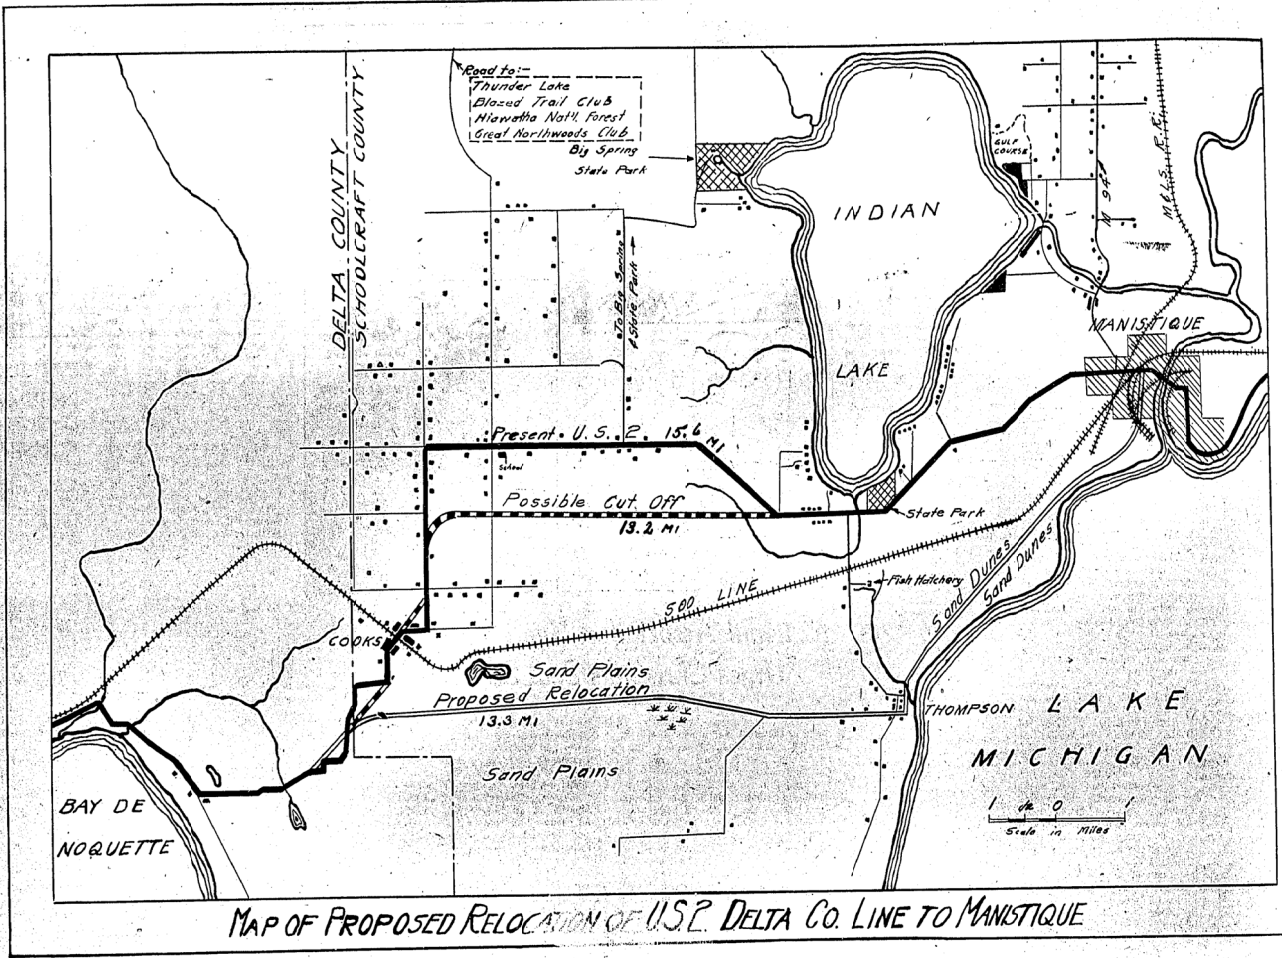 Road to:-
Thunder Lake
Blazed Trail Club
Hiawatha Nat'l. Forest
Great Northwoods Club
Big Spring
State Park
DELTA COUNTY
SCHOOLCRAFT COUNTY
GULF
COURSE
M 94
M.& L.S. R.R.
INDIAN
LAKE
To Big Spring
& State Park
MANISTIQUE
Present U.S. 2. 15.6 MI
School
Possible Cut Off
13.2 MI
State Park
Sand Dunes
Sand Dunes
Fish Hatchery
SOO LINE
COOKS
Sand Plains
Proposed Relocation
13.3 MI
THOMPSON
LAKE
MICHIGAN
Sand Plains
BAY DE
NOQUETTE
1 1/2 0 1
Scale in Miles
MAP OF PROPOSED RELOCATION OF U.S.2. DELTA CO. LINE TO MANISTIQUE